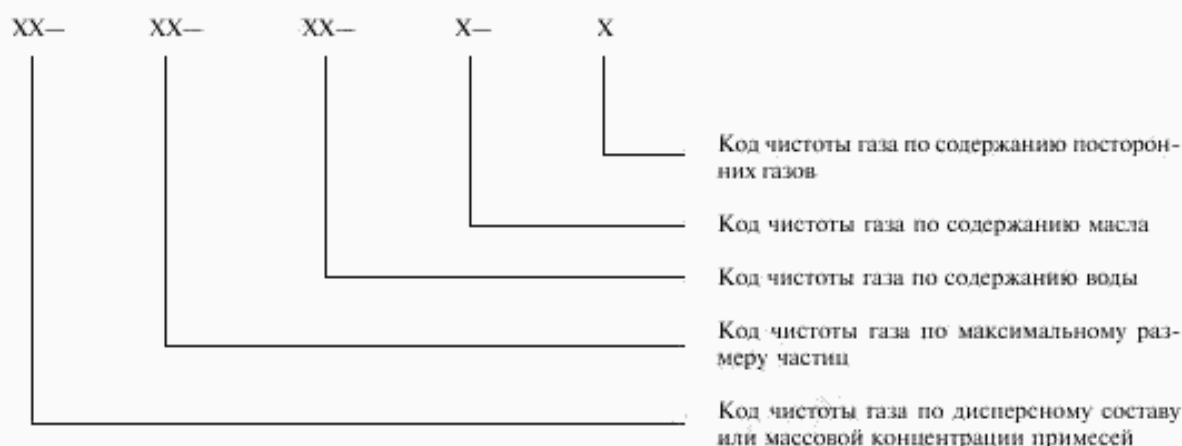 XX— XX— XX— X— X
Код чистоты газа по содержанию посторон-
них газов
Код чистоты газа по содержанию масла
Код чистоты газа по содержанию воды
Код чистоты газа по максимальному раз-
меру частиц
Код чистоты газа по дисперсному составу
или массовой концентрации примесей